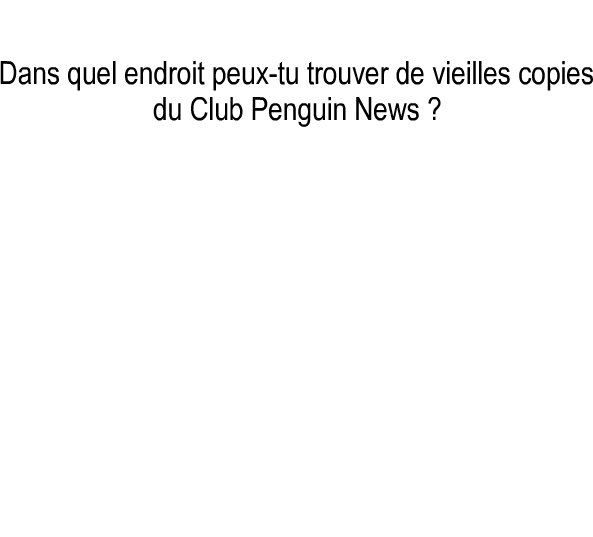 Dans quel endroit peux-tu trouver de vieilles copies
du Club Penguin News ?